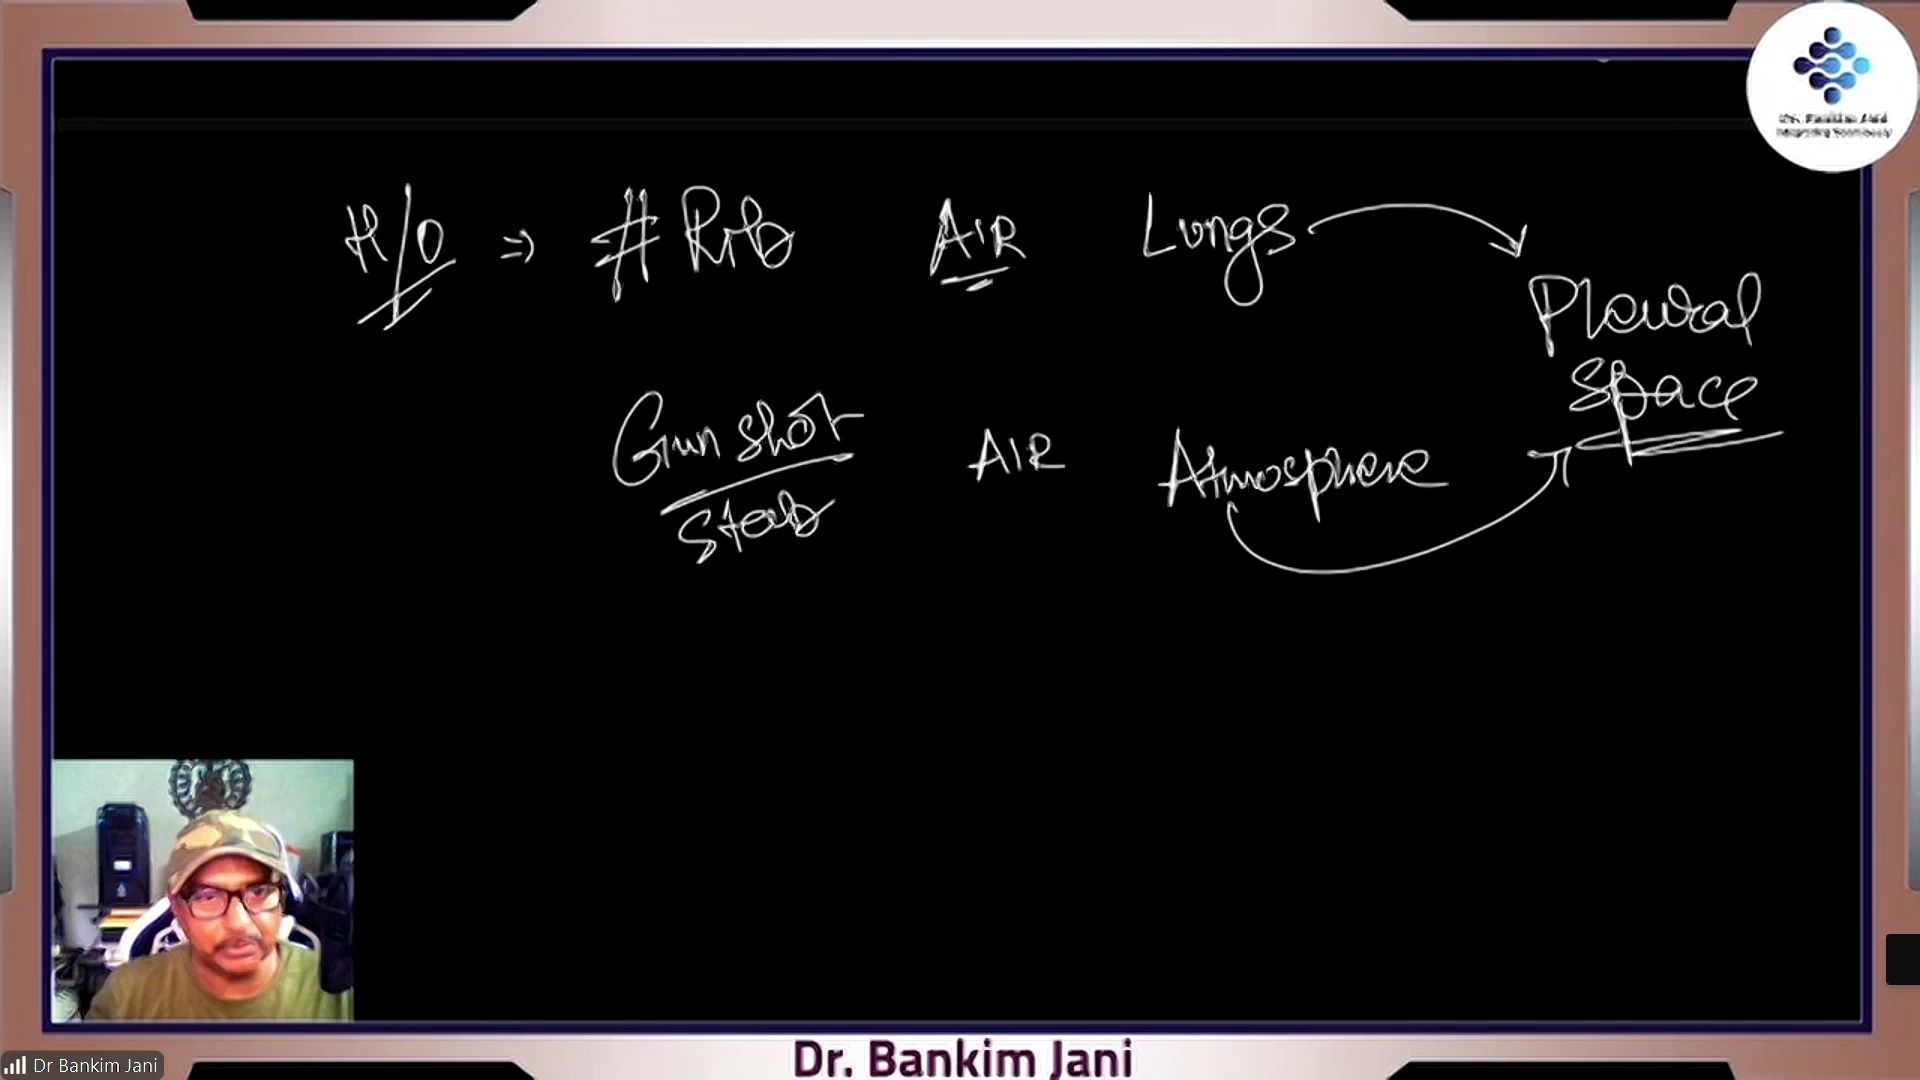 H/O ⇒ # Rib AIR Lungs
Pleural
space
Gun shot AIR Atmosphere
stab
Dr Bankim Jani
Dr. Bankim Jani